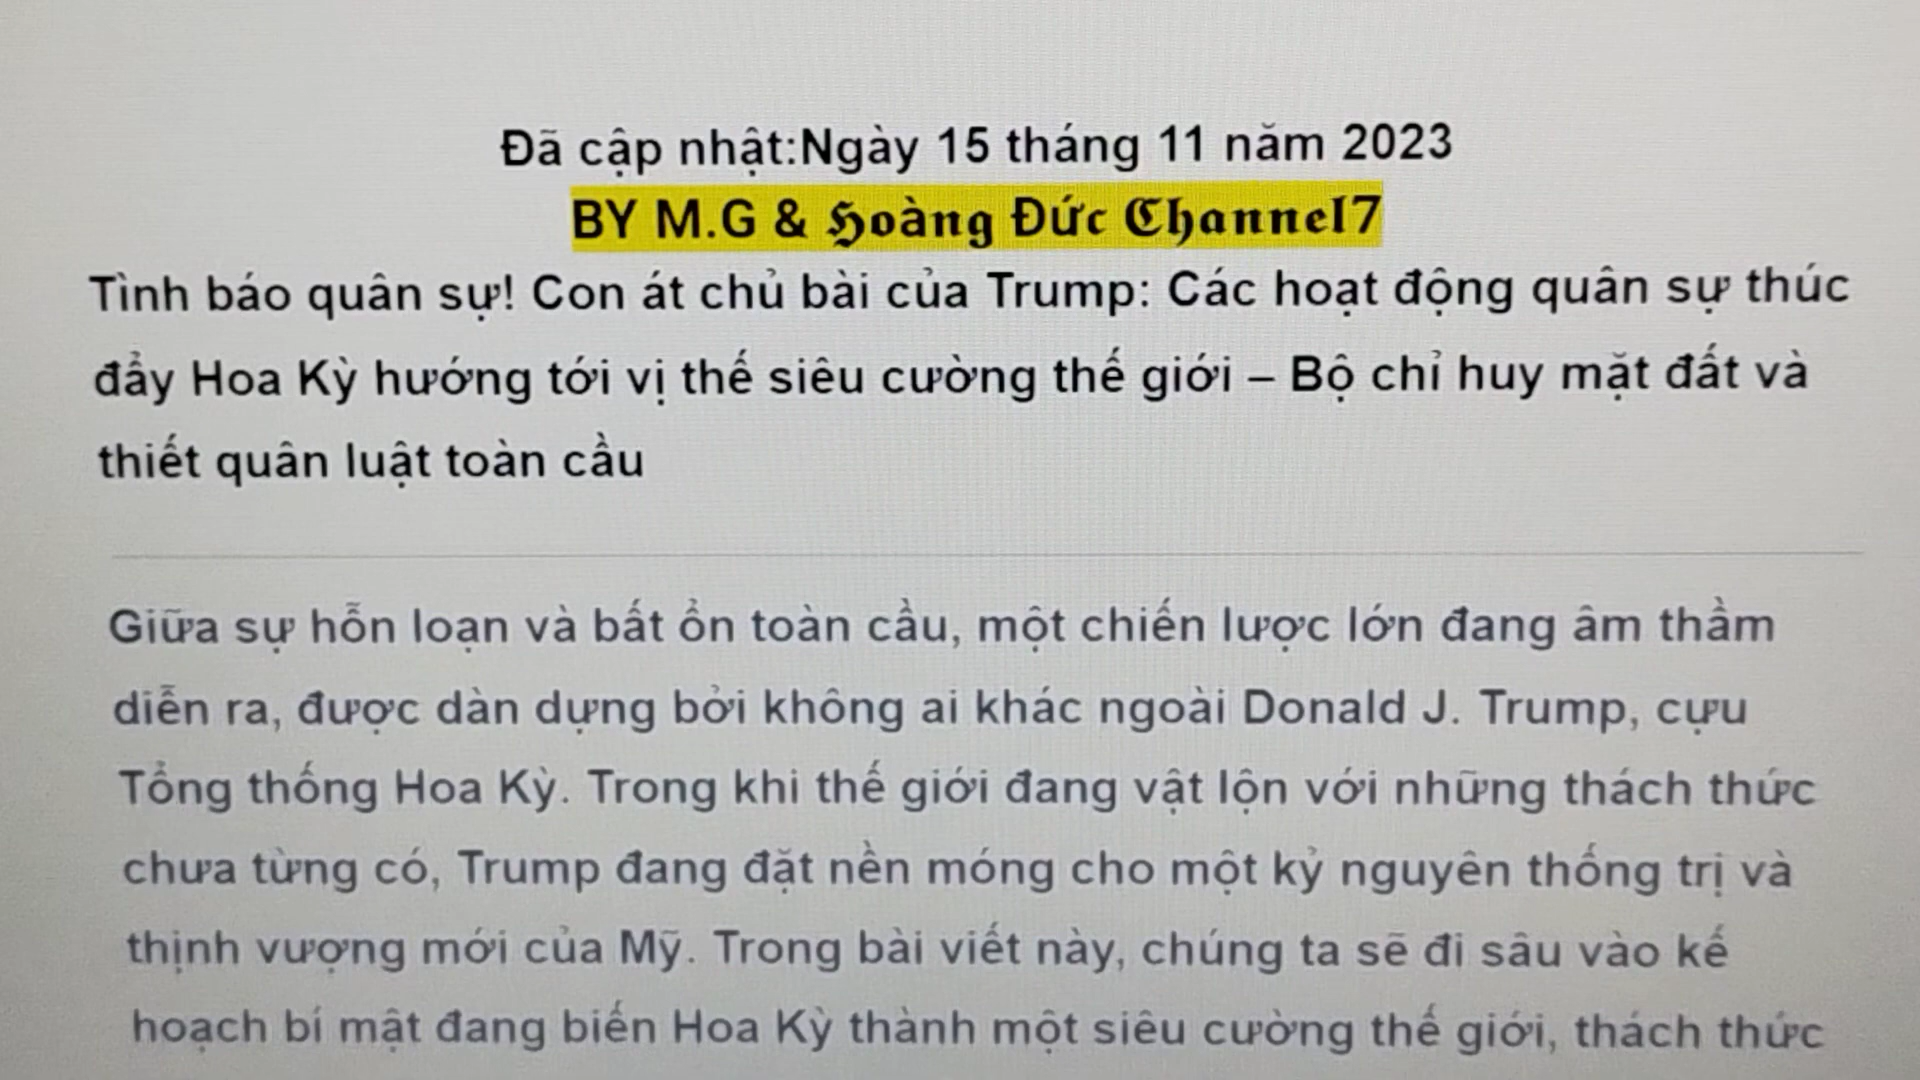 Đã cập nhật:Ngày 15 tháng 11 năm 2023
BY M.G & 𝕳𝖔à𝖓𝖌 Đứ𝖈 𝕮𝖍𝖆𝖓𝖓𝖊𝖑7
Tình báo quân sự! Con át chủ bài của Trump: Các hoạt động quân sự thúc
đẩy Hoa Kỳ hướng tới vị thế siêu cường thế giới – Bộ chỉ huy mặt đất và
thiết quân luật toàn cầu
Giữa sự hỗn loạn và bất ổn toàn cầu, một chiến lược lớn đang âm thầm
diễn ra, được dàn dựng bởi không ai khác ngoài Donald J. Trump, cựu
Tổng thống Hoa Kỳ. Trong khi thế giới đang vật lộn với những thách thức
chưa từng có, Trump đang đặt nền móng cho một kỷ nguyên thống trị và
thịnh vượng mới của Mỹ. Trong bài viết này, chúng ta sẽ đi sâu vào kế
hoạch bí mật đang biến Hoa Kỳ thành một siêu cường thế giới, thách thức